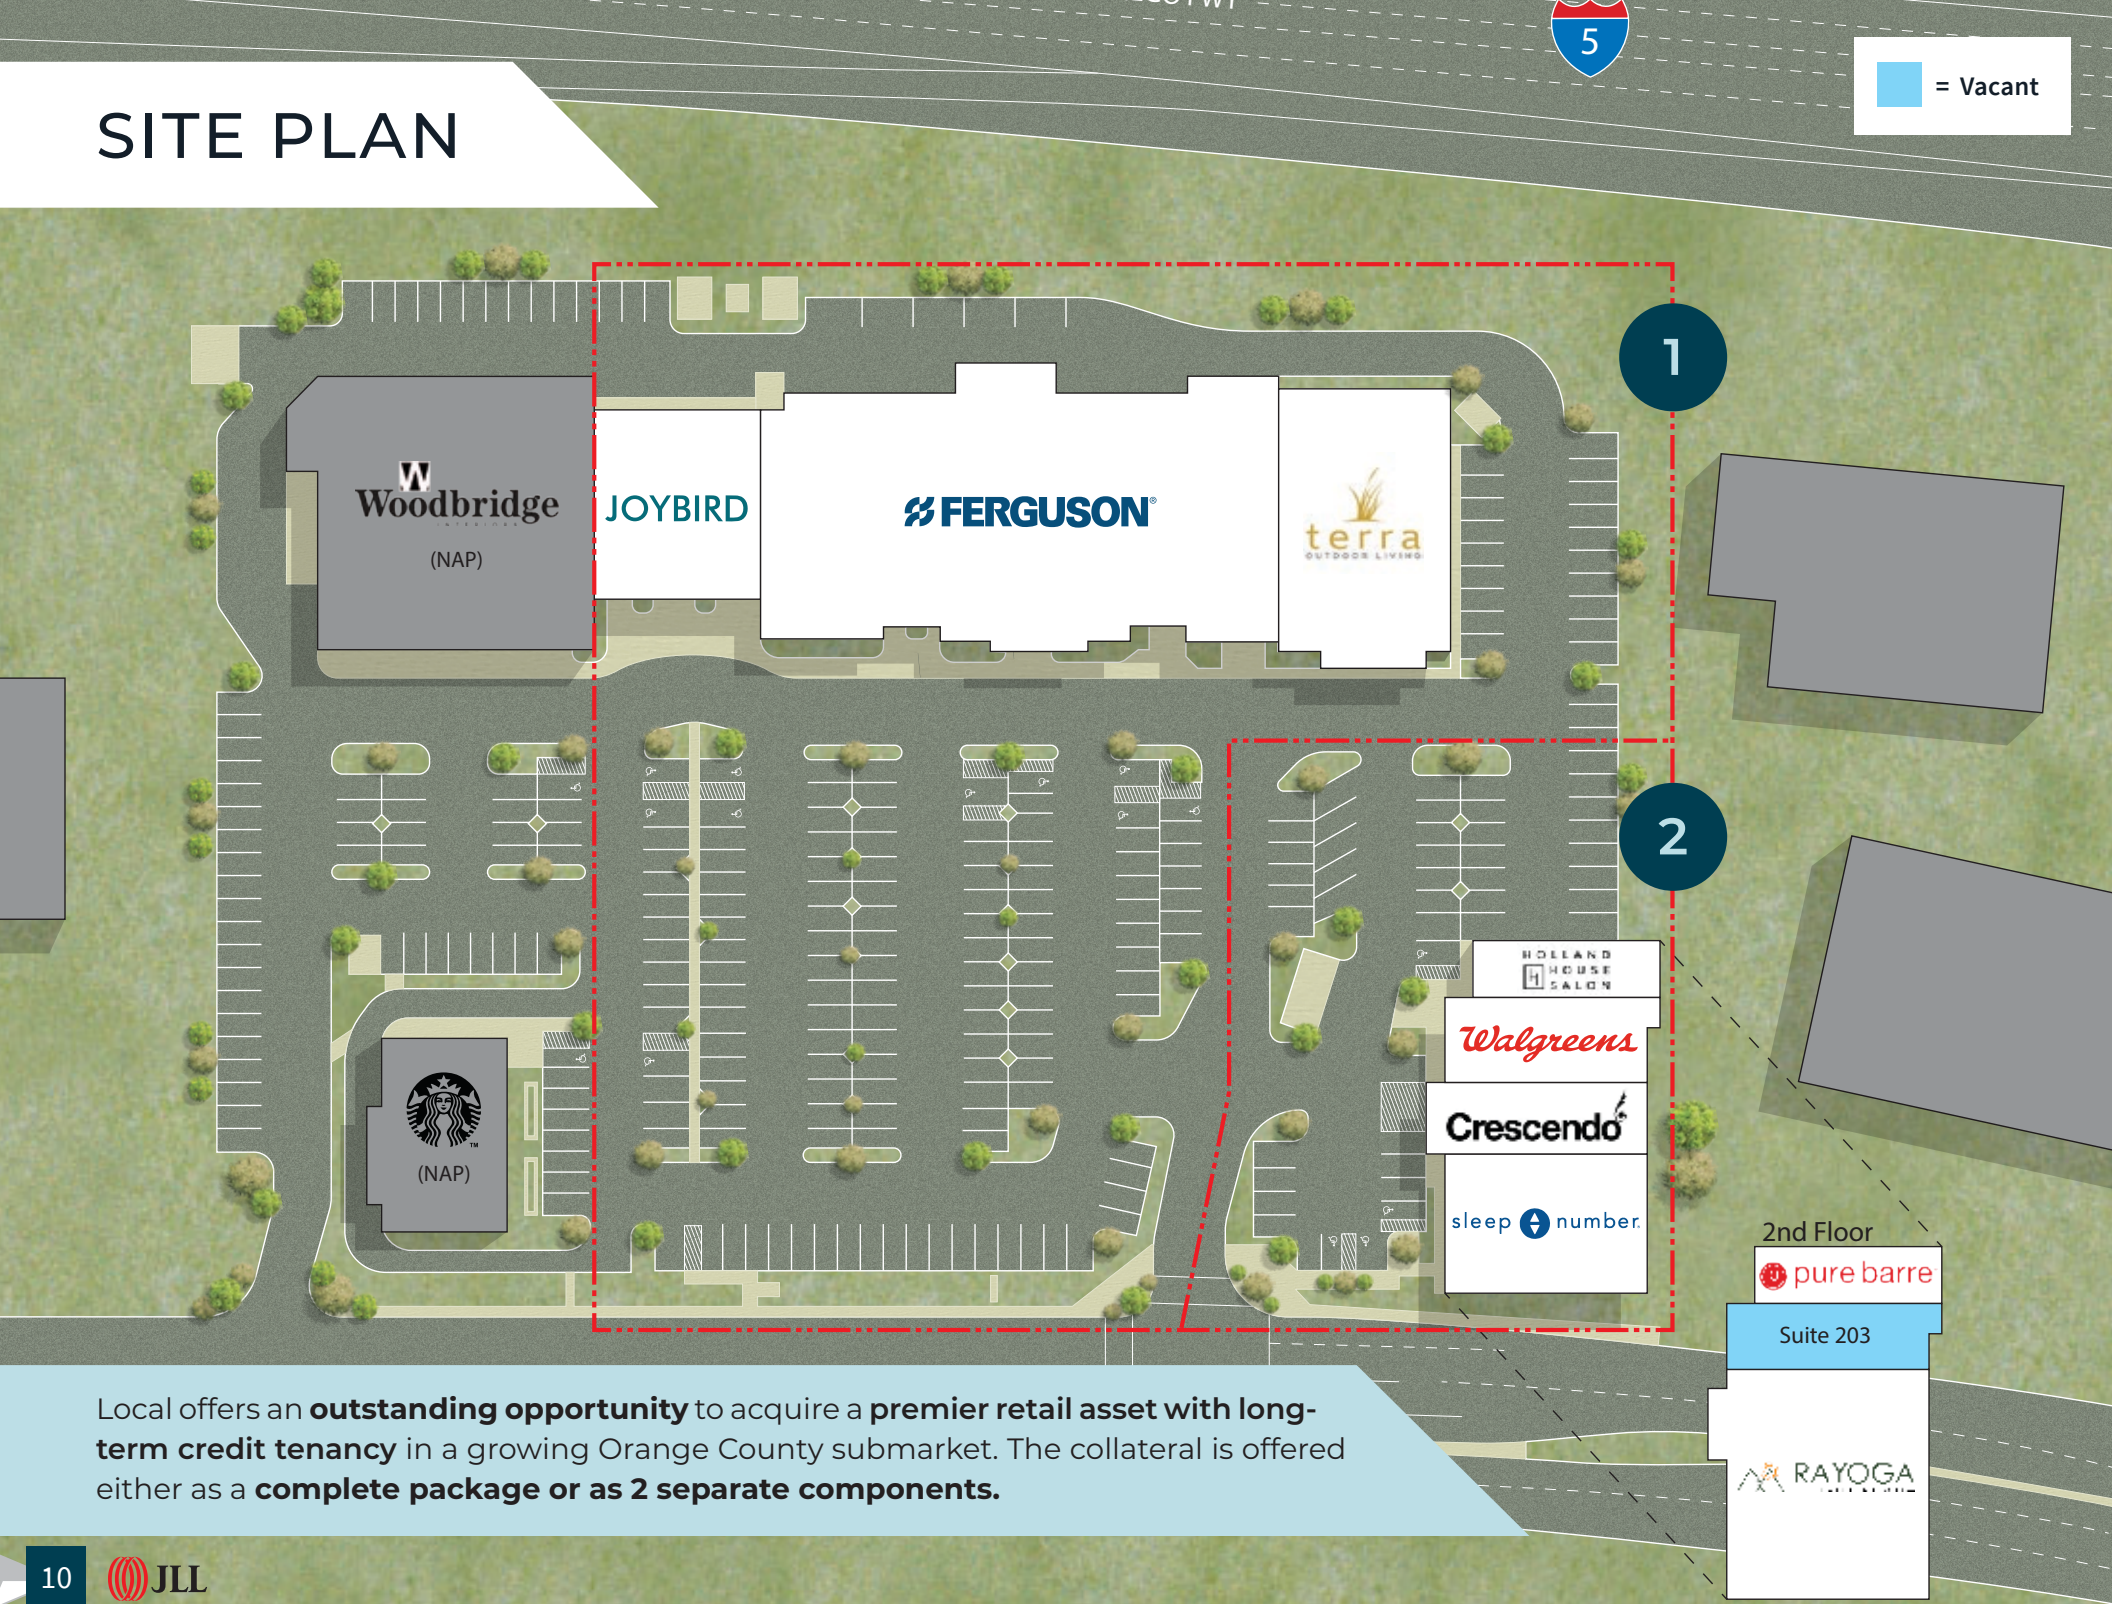 5
= Vacant
SITE PLAN
1
Woodbridge
INTERIORS
(NAP)
JOYBIRD
FERGUSON®
terra
OUTDOOR LIVING
2
HOLLAND
HOUSE
SALON
Walgreens
Crescendo
sleep number
TM
(NAP)
2nd Floor
pure barre
Suite 203
RAYOGA
Local offers an outstanding opportunity to acquire a premier retail asset with long-
term credit tenancy in a growing Orange County submarket. The collateral is offered
either as a complete package or as 2 separate components.
10
JLL